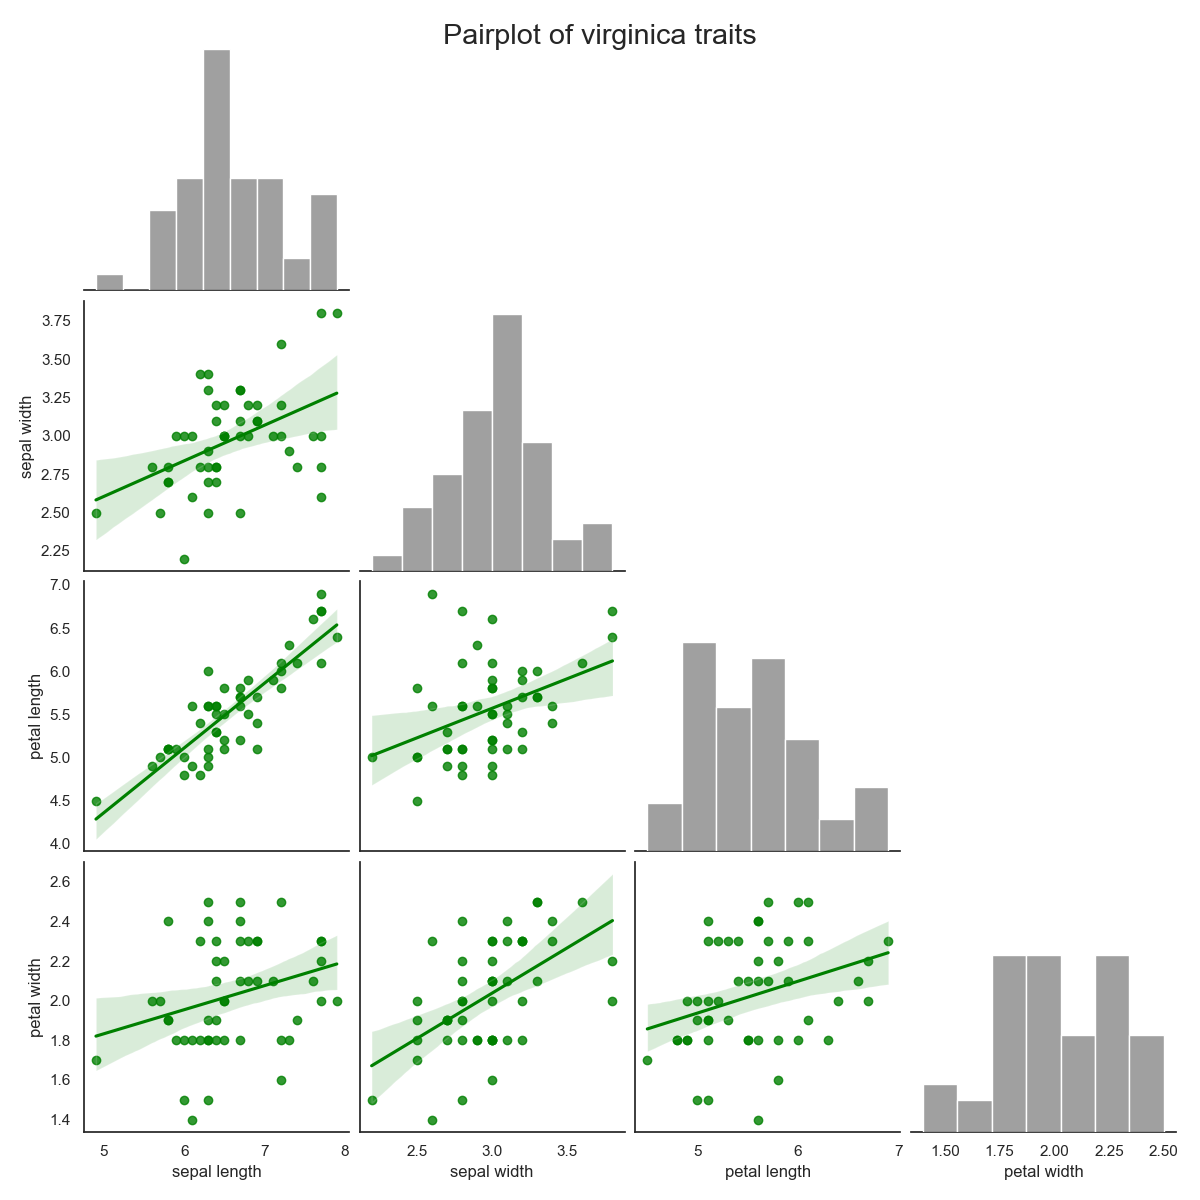 Pairplot of virginica traits
3.75
3.50
3.25
3.00
2.75
2.50
2.25
sepal width
7.0
6.5
6.0
5.5
5.0
4.5
4.0
petal length
2.6
2.4
2.2
2.0
1.8
1.6
1.4
petal width
5 6 7 8
sepal length
2.5 3.0 3.5
sepal width
5 6 7
petal length
1.50 1.75 2.00 2.25 2.50
petal width